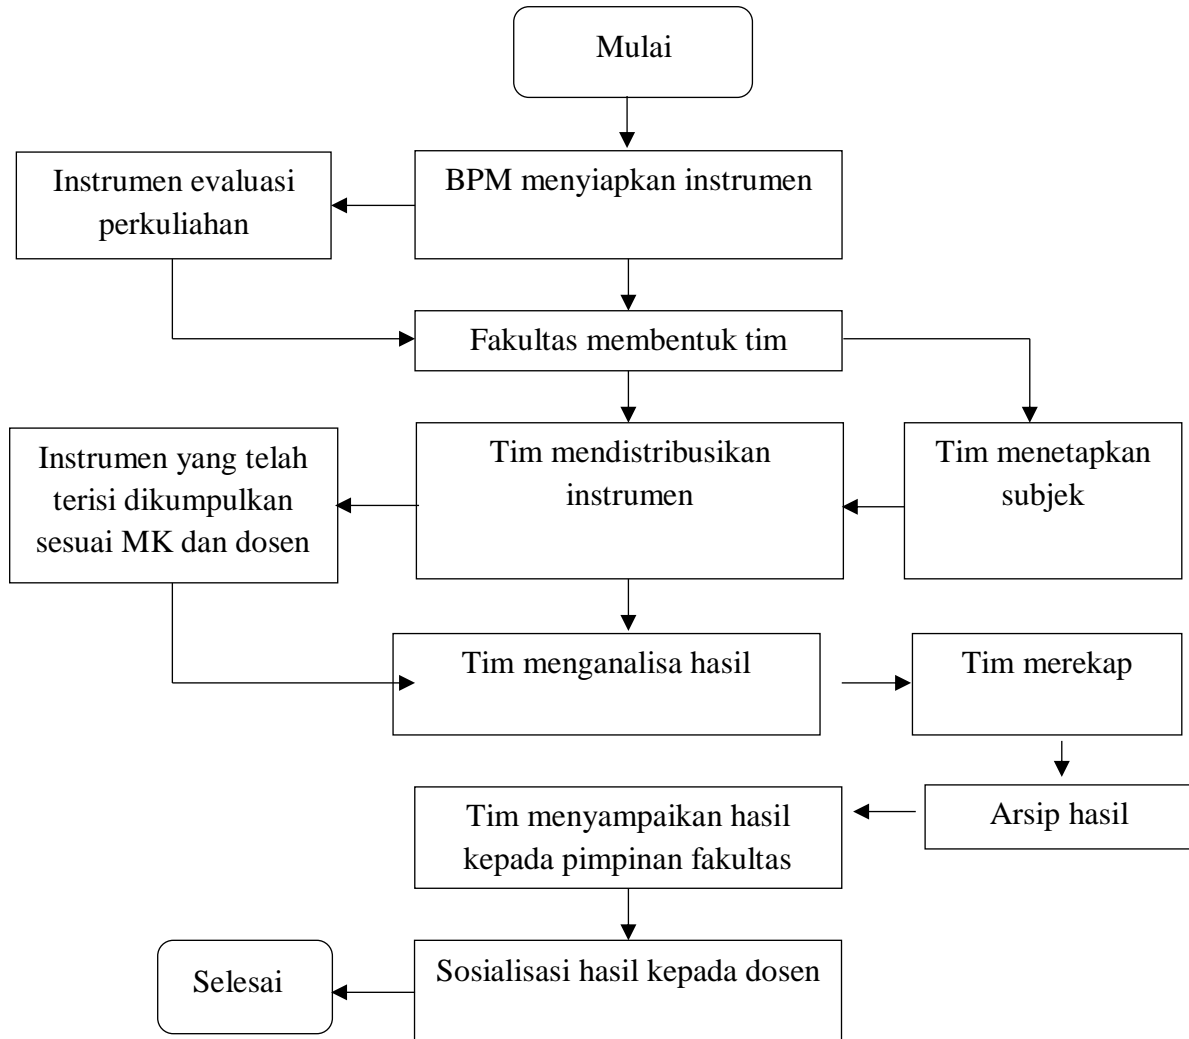 Mulai
BPM menyiapkan instrumen
Instrumen evaluasi
perkuliahan
Fakultas membentuk tim
Tim mendistribusikan
instrumen
Tim menetapkan
subjek
Instrumen yang telah
terisi dikumpulkan
sesuai MK dan dosen
Tim menganalisa hasil
Tim merekap
Arsip hasil
Tim menyampaikan hasil
kepada pimpinan fakultas
Sosialisasi hasil kepada dosen
Selesai